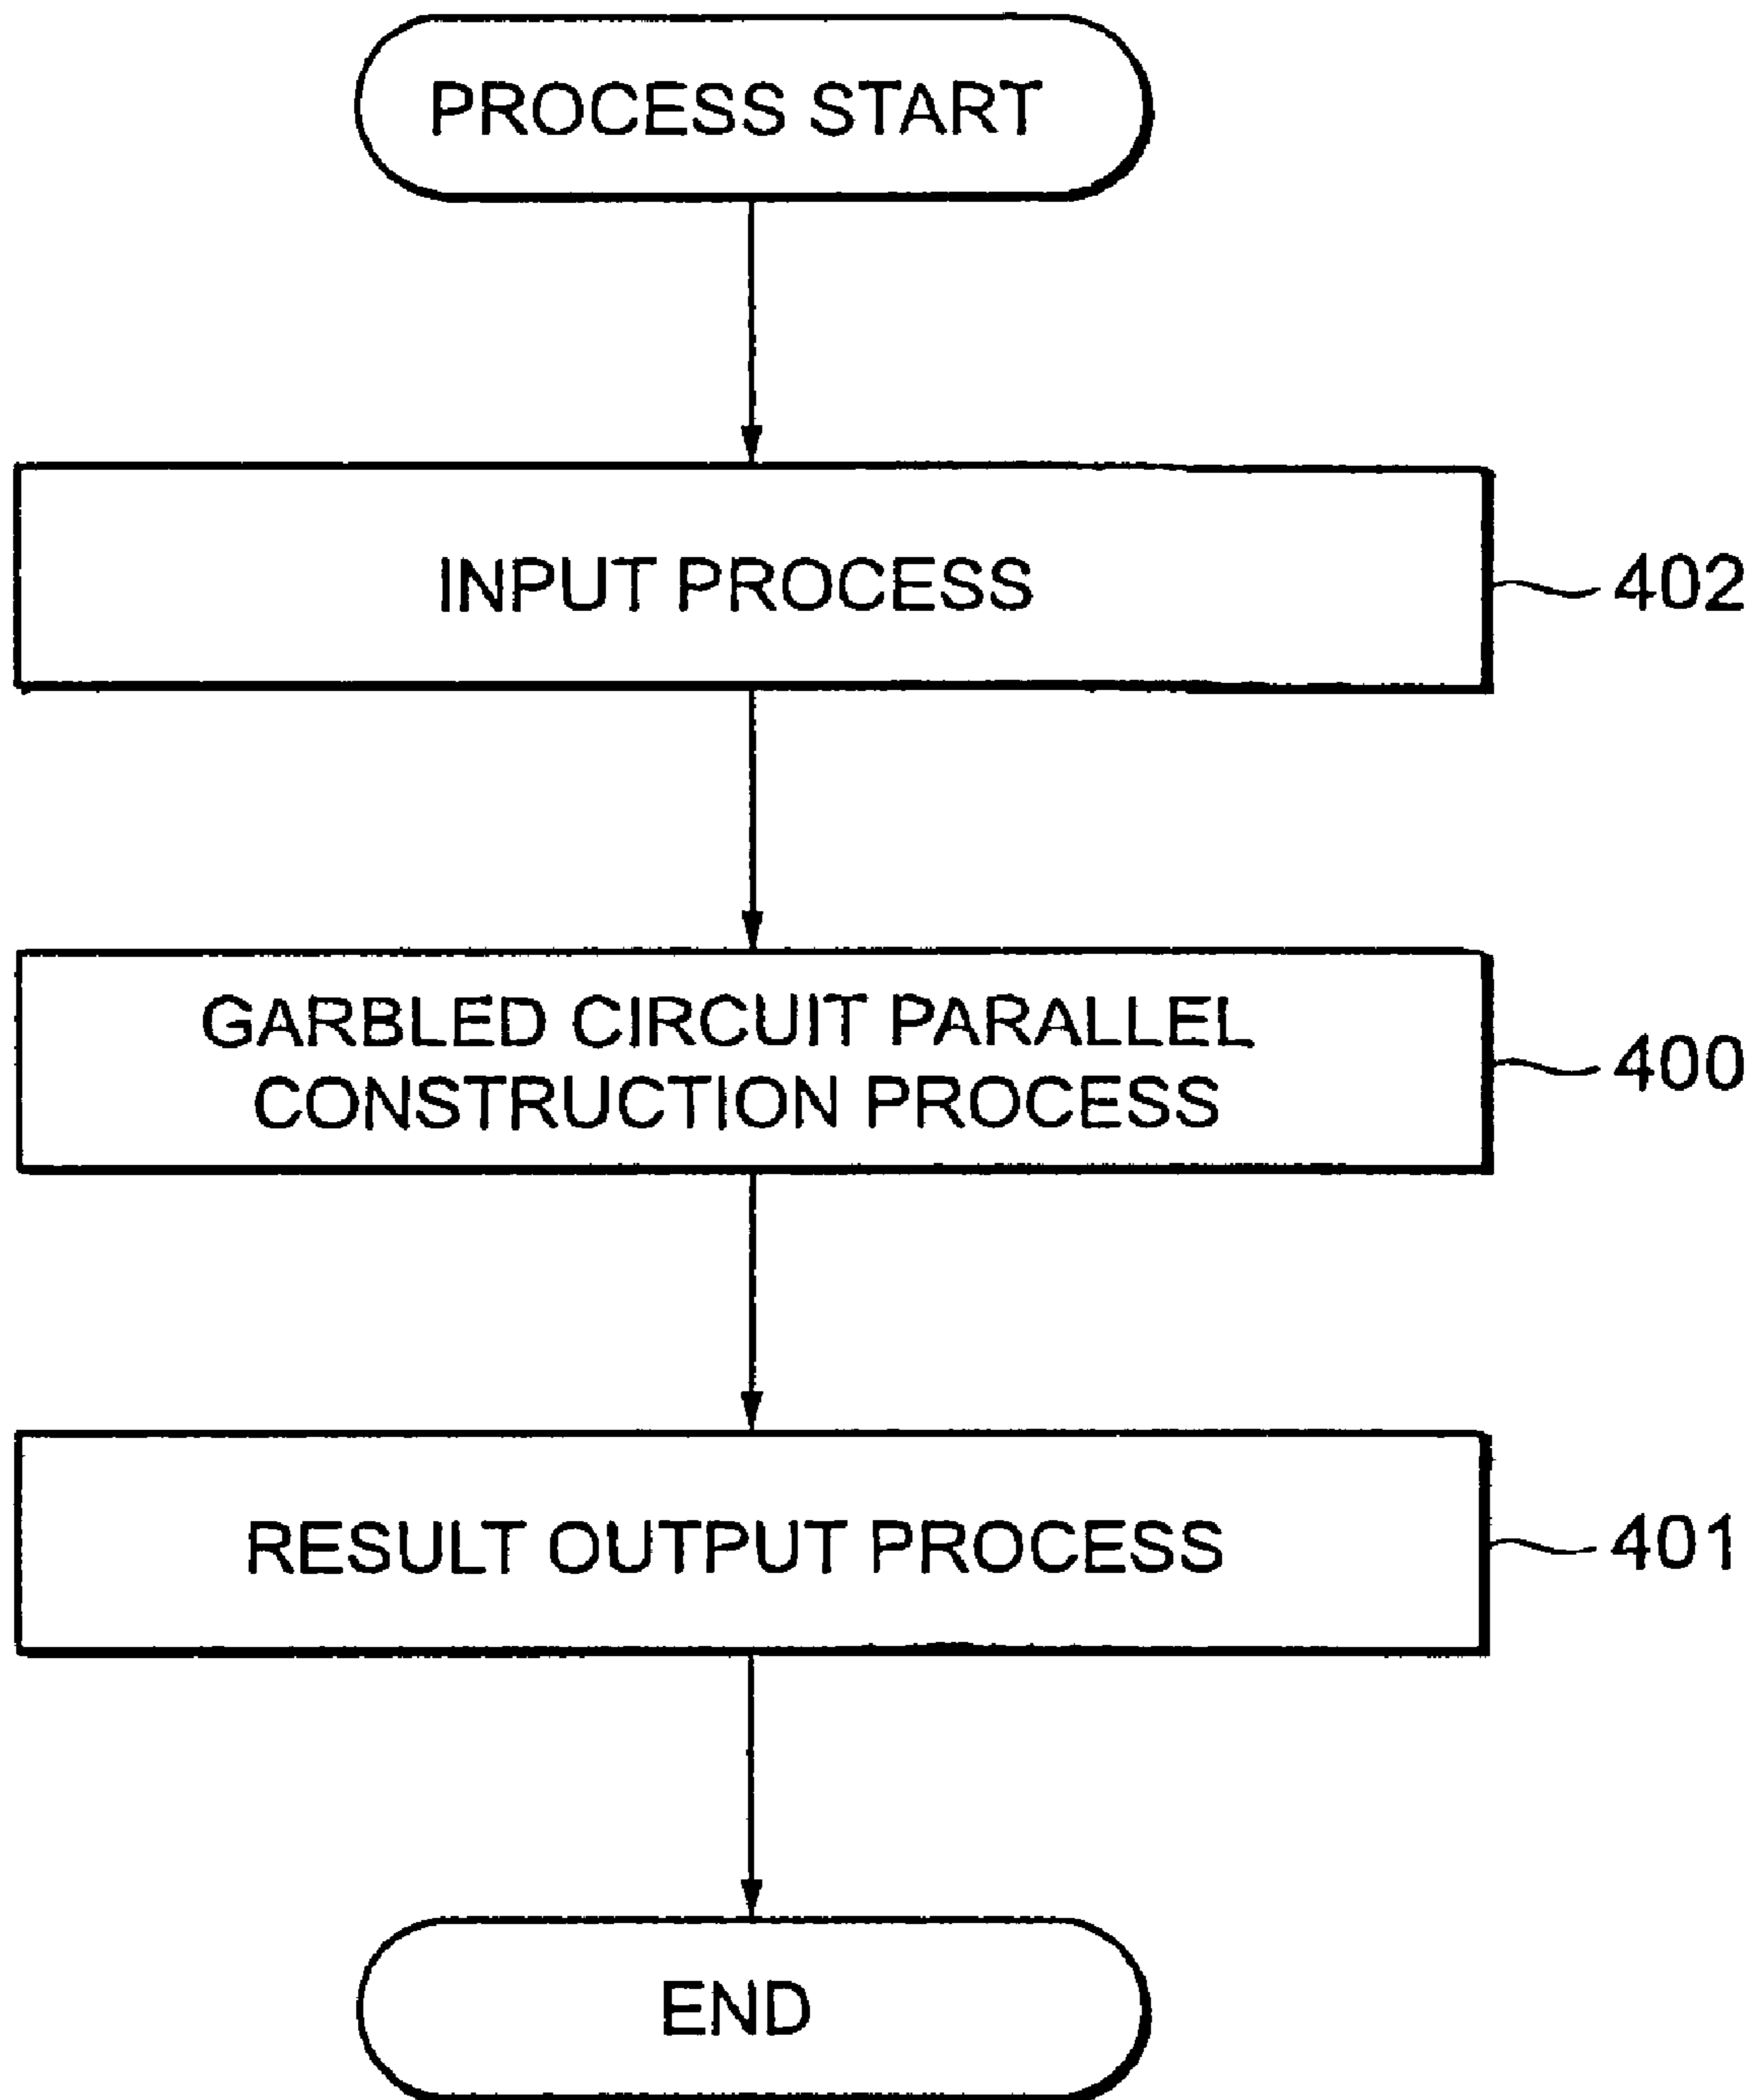 PROCESS START
INPUT PROCESS
402
GARBLED CIRCUIT PARALLEL
CONSTRUCTION PROCESS
400
RESULT OUTPUT PROCESS
401
END